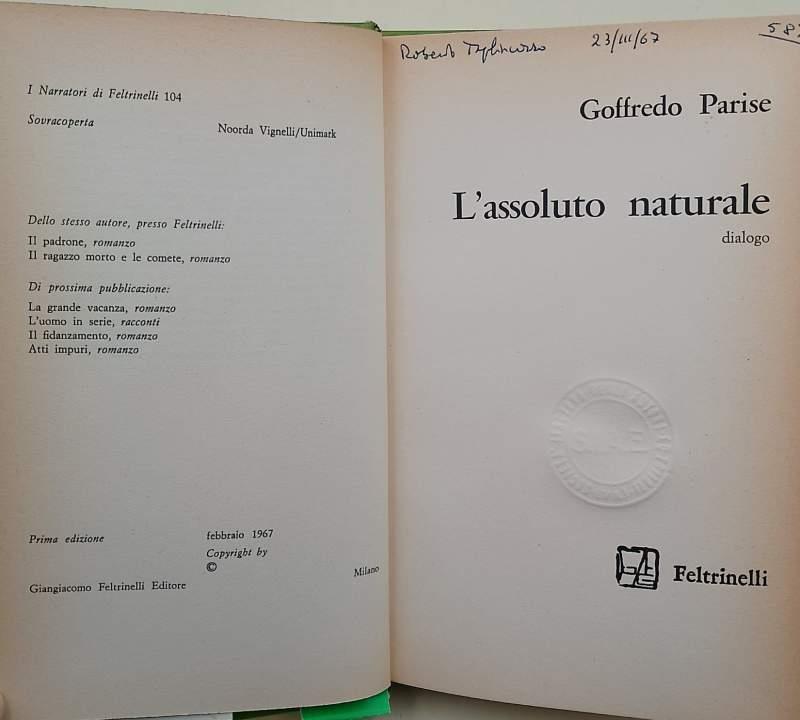 I Narratori di Feltrinelli 104
Sovracoperta
Noorda Vignelli/Unimark
Dello stesso autore, presso Feltrinelli:
Il padrone, romanzo
Il ragazzo morto e le comete, romanzo
Di prossima pubblicazione:
La grande vacanza, romanzo
L'uomo in serie, racconti
Il fidanzamento, romanzo
Atti impuri, romanzo
Prima edizione
febbraio 1967
Copyright by
©
Milano
Giangiacomo Feltrinelli Editore
Roberto
23/III/67
Goffredo Parise
L'assoluto naturale
dialogo
Feltrinelli